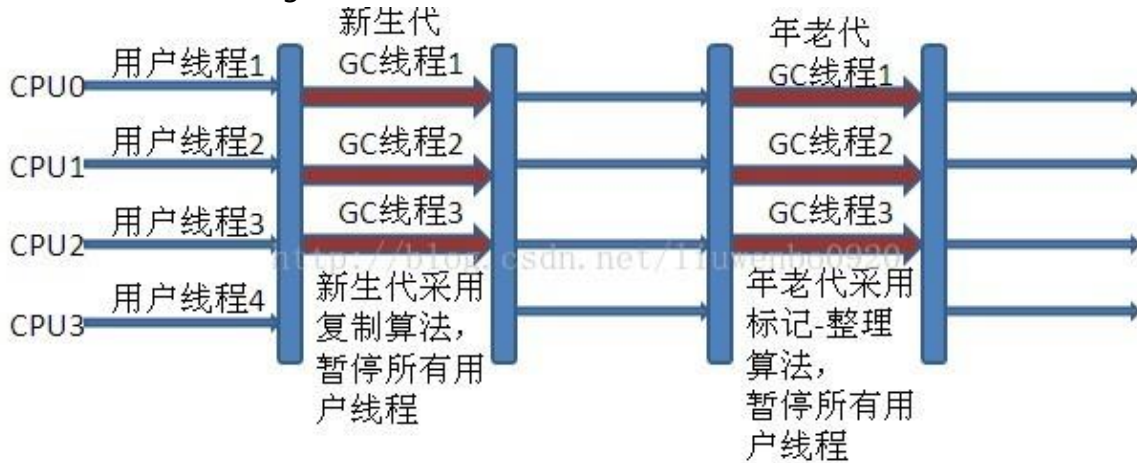 新生代
年老代
用户线程1
GC线程1
GC线程1
CPU0
用户线程2
GC线程2
GC线程2
CPU1
用户线程3
GC线程3
GC线程3
CPU2
http://blog.csdn.net/liuwenbo0920
用户线程4
CPU3
新生代采用
复制算法,
暂停所有用
户线程
年老代采用
标记-整理
算法,
暂停所有用
户线程